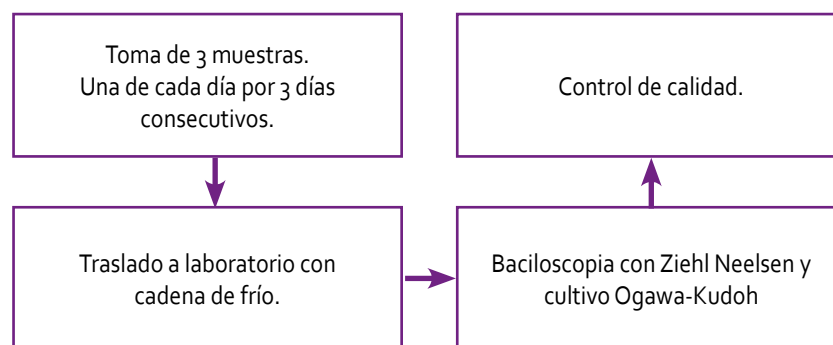 Toma de 3 muestras.
Una de cada día por 3 días
consecutivos.
Traslado a laboratorio con
cadena de frío.
Baciloscopia con Ziehl Neelsen y
cultivo Ogawa-Kudoh
Control de calidad.